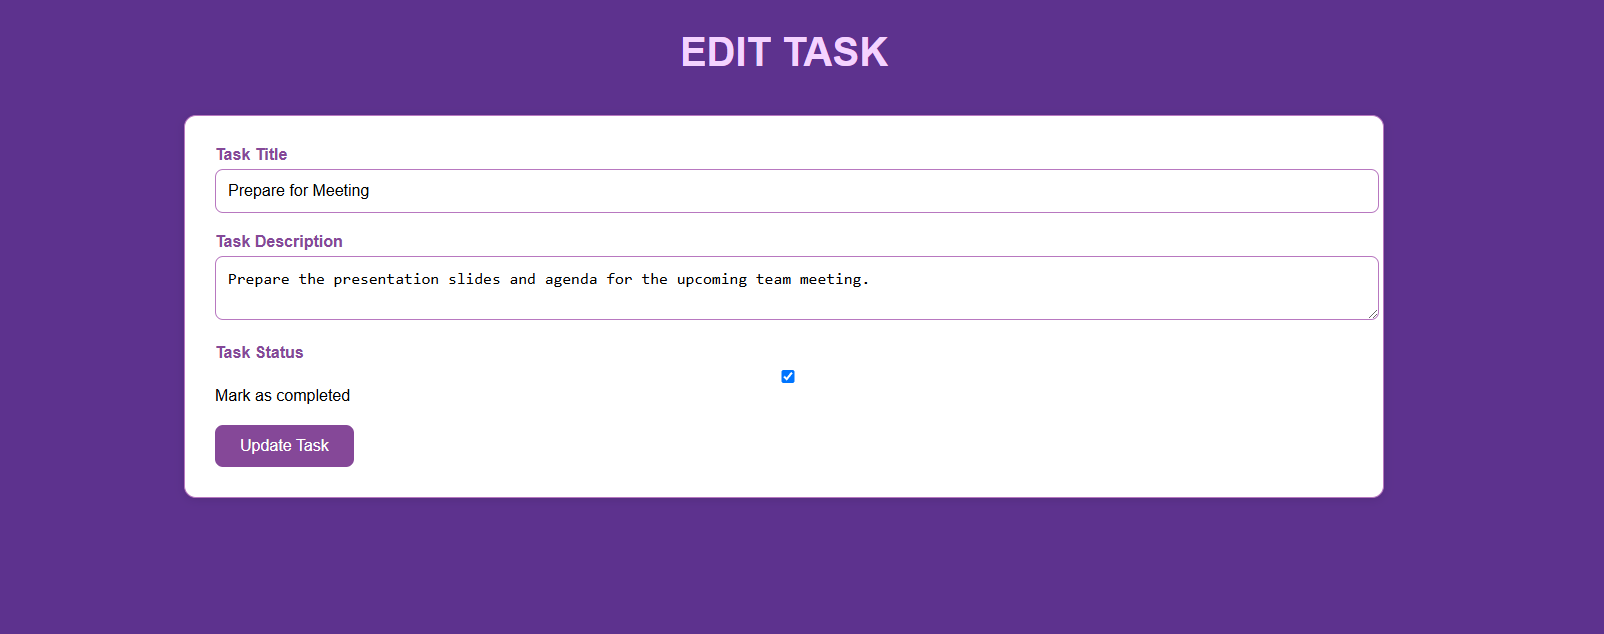 EDIT TASK
Task Title
Prepare for Meeting
Task Description
Prepare the presentation slides and agenda for the upcoming team meeting.
Task Status
Mark as completed
Update Task